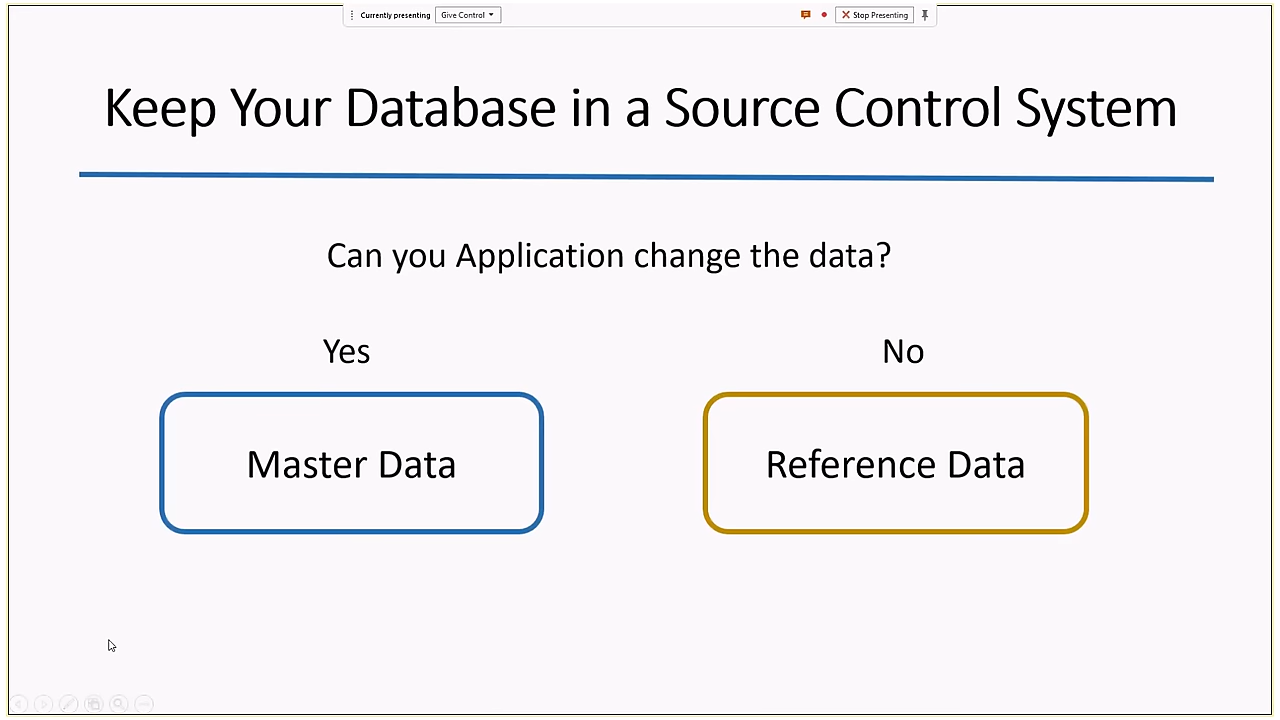 Currently presenting Give Control Stop Presenting
Keep Your Database in a Source Control System
Can you Application change the data?
Yes No
Master Data Reference Data